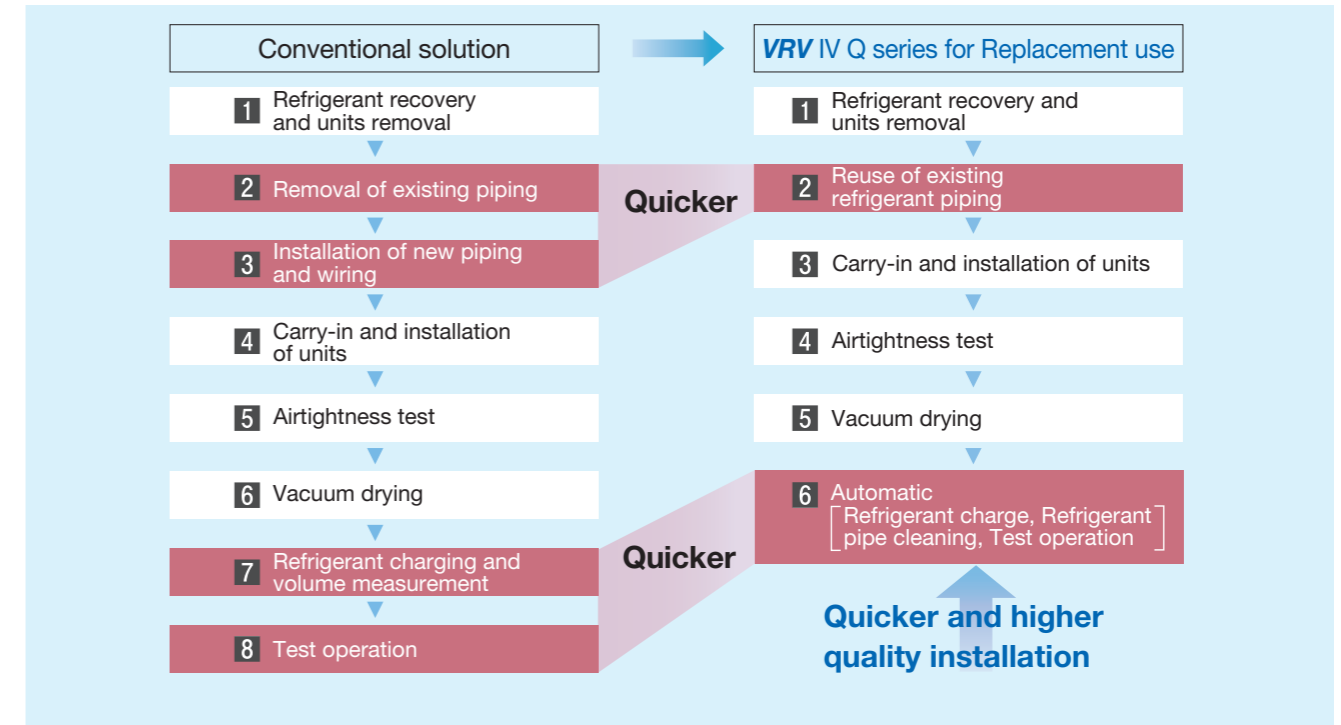 Conventional solution
1 Refrigerant recovery
and units removal
2 Removal of existing piping
3 Installation of new piping
and wiring
4 Carry-in and installation
of units
5 Airtightness test
6 Vacuum drying
7 Refrigerant charging and
volume measurement
8 Test operation
Quicker
Quicker
VRV IV Q series for Replacement use
1 Refrigerant recovery and
units removal
2 Reuse of existing
refrigerant piping
3 Carry-in and installation of units
4 Airtightness test
5 Vacuum drying
6 Automatic
[Refrigerant charge, Refrigerant
pipe cleaning, Test operation]
Quicker and higher
quality installation